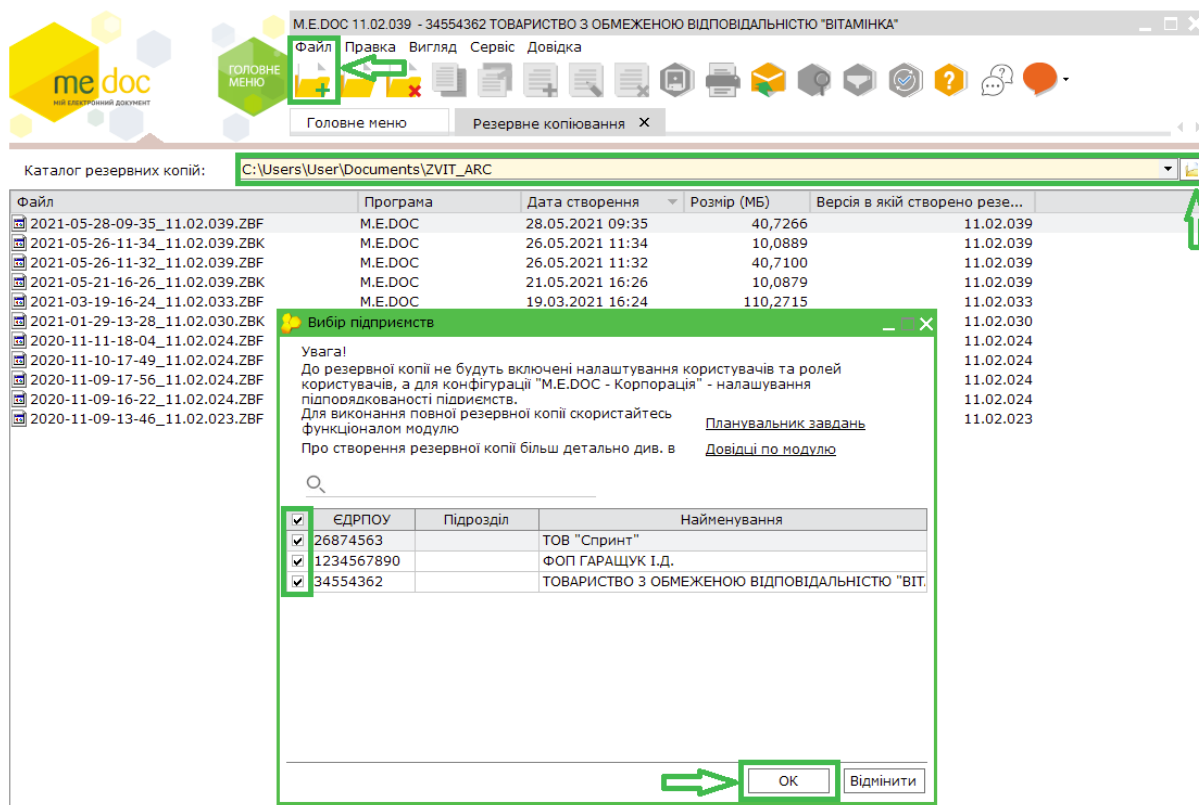 M.E.DOC 11.02.039 - 34554362 ТОВАРИСТВО З ОБМЕЖЕНОЮ ВІДПОВІДАЛЬНІСТЮ "ВІТАМІНКА"
Файл Правка Вигляд Сервіс Довідка
me doc
МІЙ ЕЛЕКТРОННИЙ ДОКУМЕНТ
ГОЛОВНЕ
МЕНЮ
Головне меню Резервне копіювання
Каталог резервних копій: C:\Users\User\Documents\ZVIT_ARC
Файл Програма Дата створення Розмір (МБ) Версія в якій створено резе...
2021-05-28-09-35_11.02.039.ZBF M.E.DOC 28.05.2021 09:35 40,7266 11.02.039
2021-05-26-11-34_11.02.039.ZBK M.E.DOC 26.05.2021 11:34 10,0889 11.02.039
2021-05-26-11-32_11.02.039.ZBF M.E.DOC 26.05.2021 11:32 40,7100 11.02.039
2021-05-21-16-26_11.02.039.ZBK M.E.DOC 21.05.2021 16:26 10,0879 11.02.039
2021-03-19-16-24_11.02.033.ZBF M.E.DOC 19.03.2021 16:24 110,2715 11.02.033
2021-01-29-13-28_11.02.030.ZBK 11.02.030
2020-11-11-18-04_11.02.024.ZBF 11.02.024
2020-11-10-17-49_11.02.024.ZBF 11.02.024
2020-11-09-17-56_11.02.024.ZBF 11.02.024
2020-11-09-16-22_11.02.024.ZBF 11.02.024
2020-11-09-13-46_11.02.023.ZBF 11.02.023
Вибір підприємств
Увага!
До резервної копії не будуть включені налаштування користувачів та ролей
користувачів, а для конфігурації "M.E.DOC - Корпорація" - налашування
підпорядкованості підприємств.
Для виконання повної резервної копії скористайтесь
функціоналом модулю Планувальник завдань
Про створення резервної копії більш детально див. в Довідці по модулю
ЄДРПОУ Підрозділ Найменування
26874563 ТОВ "Спринт"
1234567890 ФОП ГАРАЩУК І.Д.
34554362 ТОВАРИСТВО З ОБМЕЖЕНОЮ ВІДПОВІДАЛЬНІСТЮ "ВІТ.
OK Відмінити